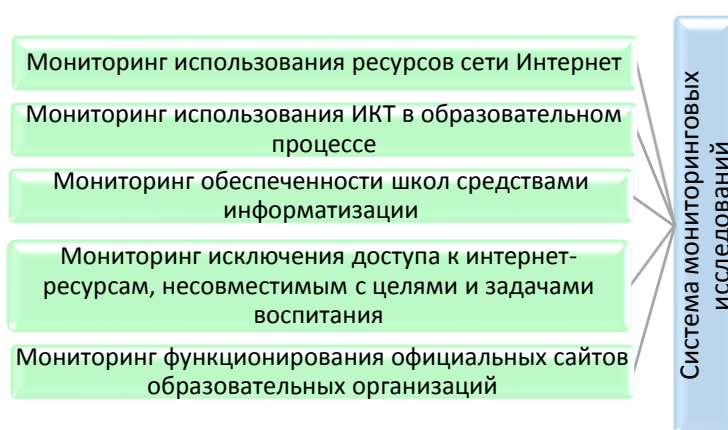 Мониторинг использования ресурсов сети Интернет
Мониторинг использования ИКТ в образовательном
процессе
Мониторинг обеспеченности школ средствами
информатизации
Мониторинг исключения доступа к интернет-
ресурсам, несовместимым с целями и задачами
воспитания
Мониторинг функционирования официальных сайтов
образовательных организаций
Система мониторинговых
исследований